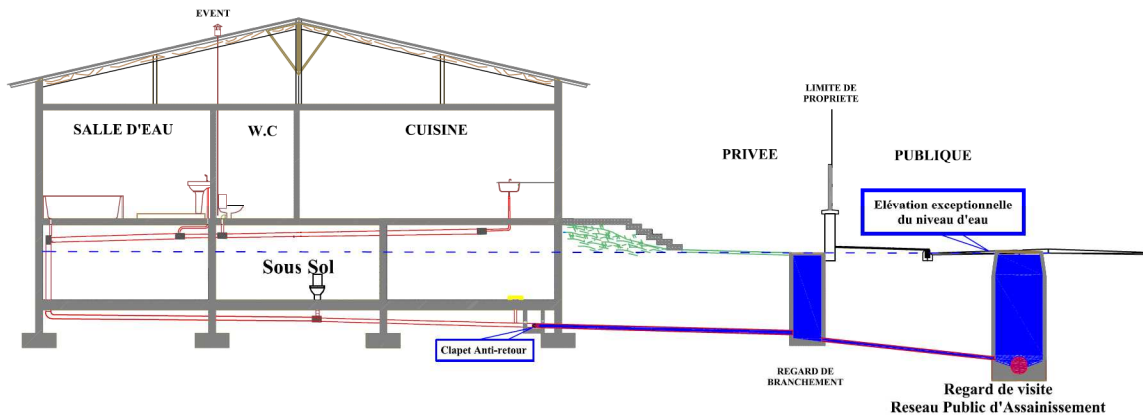 EVENT
LIMITE DE
PROPRIETE
SALLE D'EAU
W.C
CUISINE
PRIVEE
PUBLIQUE
Elévation exceptionnelle
du niveau d'eau
Sous Sol
Clapet Anti-retour
REGARD DE
BRANCHEMENT
Regard de visite
Reseau Public d'Assainissement